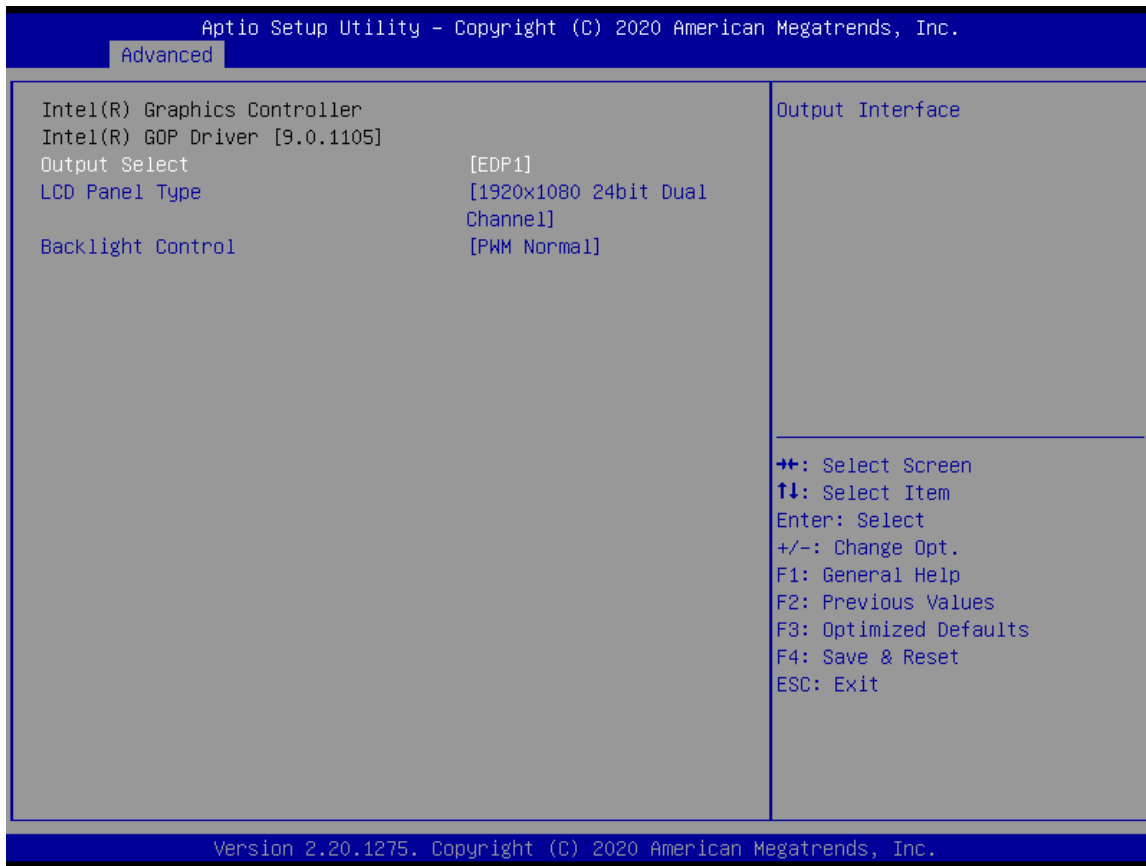 Aptio Setup Utility – Copyright (C) 2020 American Megatrends, Inc.
Advanced
Intel(R) Graphics Controller
Intel(R) GOP Driver [9.0.1105]
Output Select [EDP1]
LCD Panel Type [1920x1080 24bit Dual
Channel]
Backlight Control [PWM Normal]
Output Interface
→←: Select Screen
↑↓: Select Item
Enter: Select
+/-: Change Opt.
F1: General Help
F2: Previous Values
F3: Optimized Defaults
F4: Save & Reset
ESC: Exit
Version 2.20.1275. Copyright (C) 2020 American Megatrends, Inc.